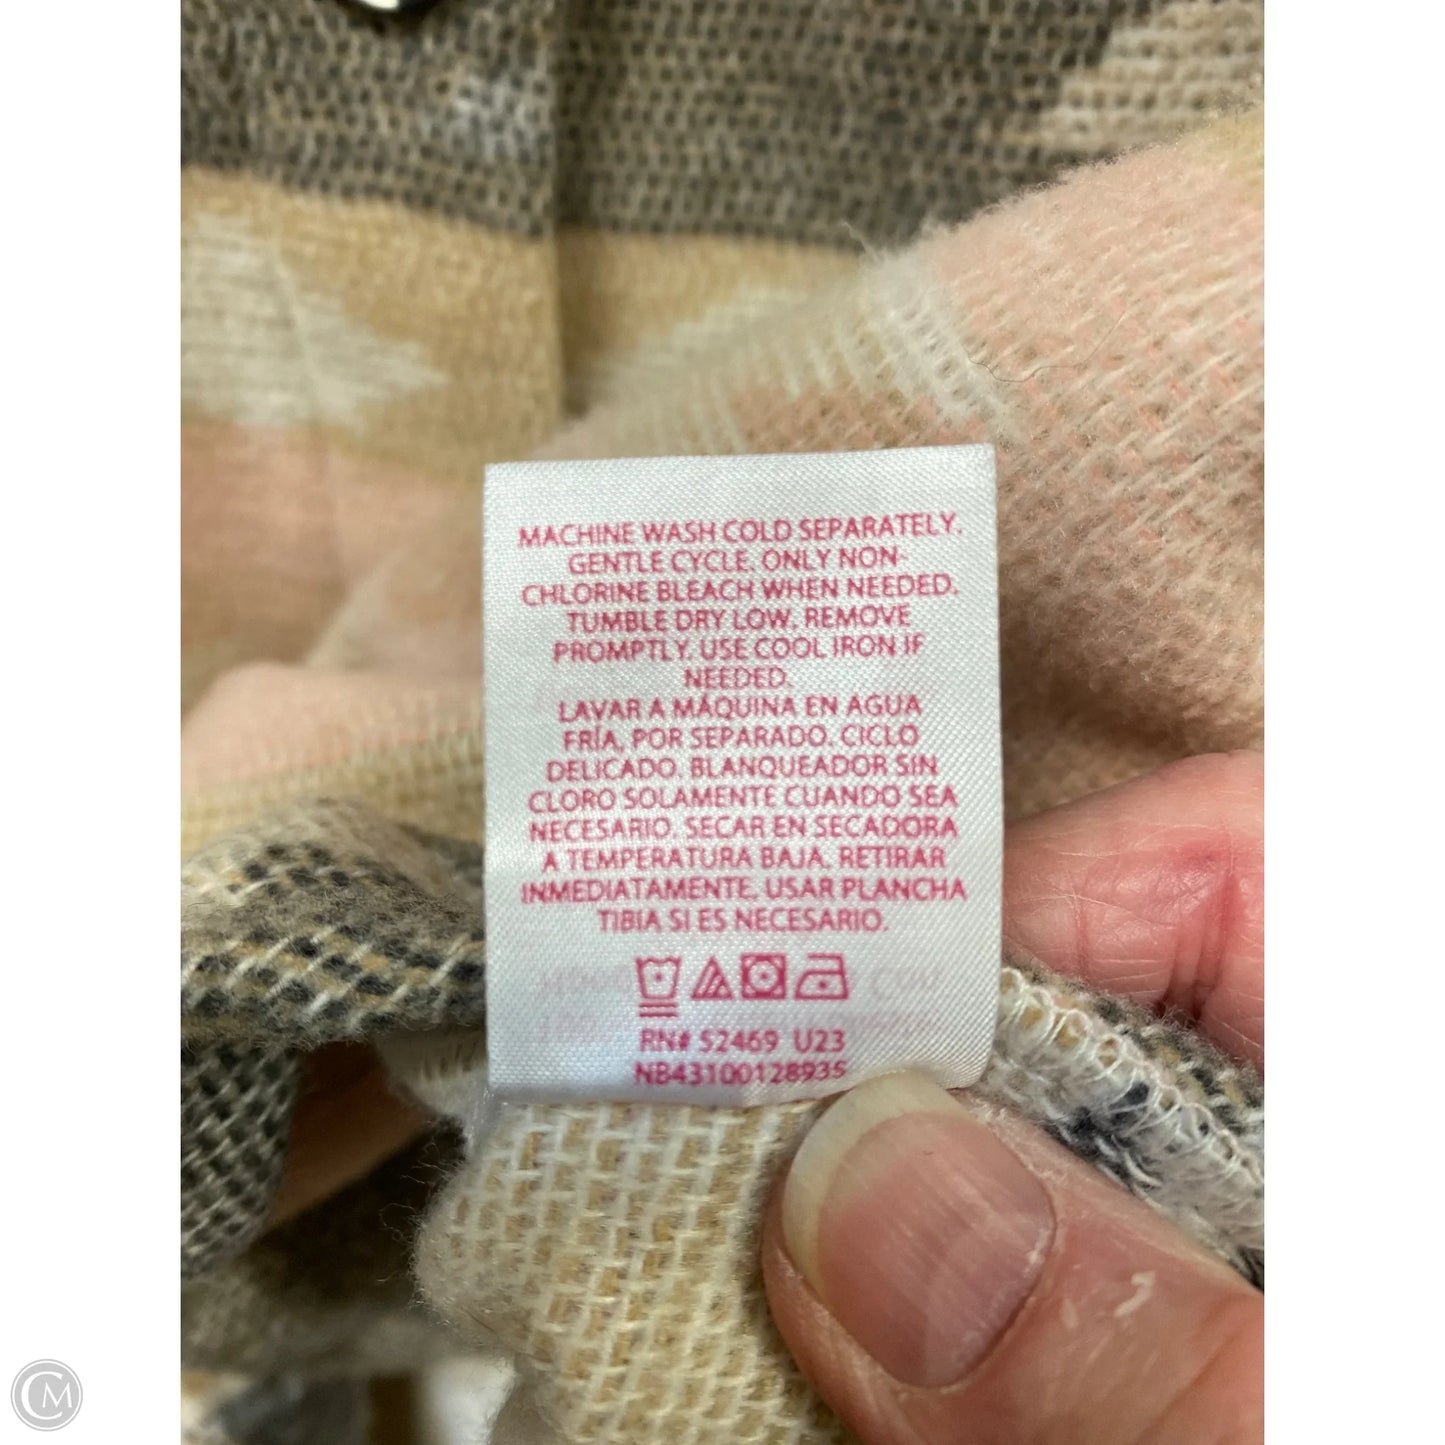 MACHINE WASH COLD SEPARATELY.
GENTLE CYCLE. ONLY NON-
CHLORINE BLEACH WHEN NEEDED.
TUMBLE DRY LOW. REMOVE
PROMPTLY. USE COOL IRON IF
NEEDED.
LAVAR A MÁQUINA EN AGUA
FRÍA, POR SEPARADO. CICLO
DELICADO. BLANQUEADOR SIN
CLORO SOLAMENTE CUANDO SEA
NECESARIO. SECAR EN SECADORA
A TEMPERATURA BAJA. RETIRAR
INMEDIATAMENTE. USAR PLANCHA
TIBIA SI ES NECESARIO.
RN# 52469 U23
NB43100128935
CM